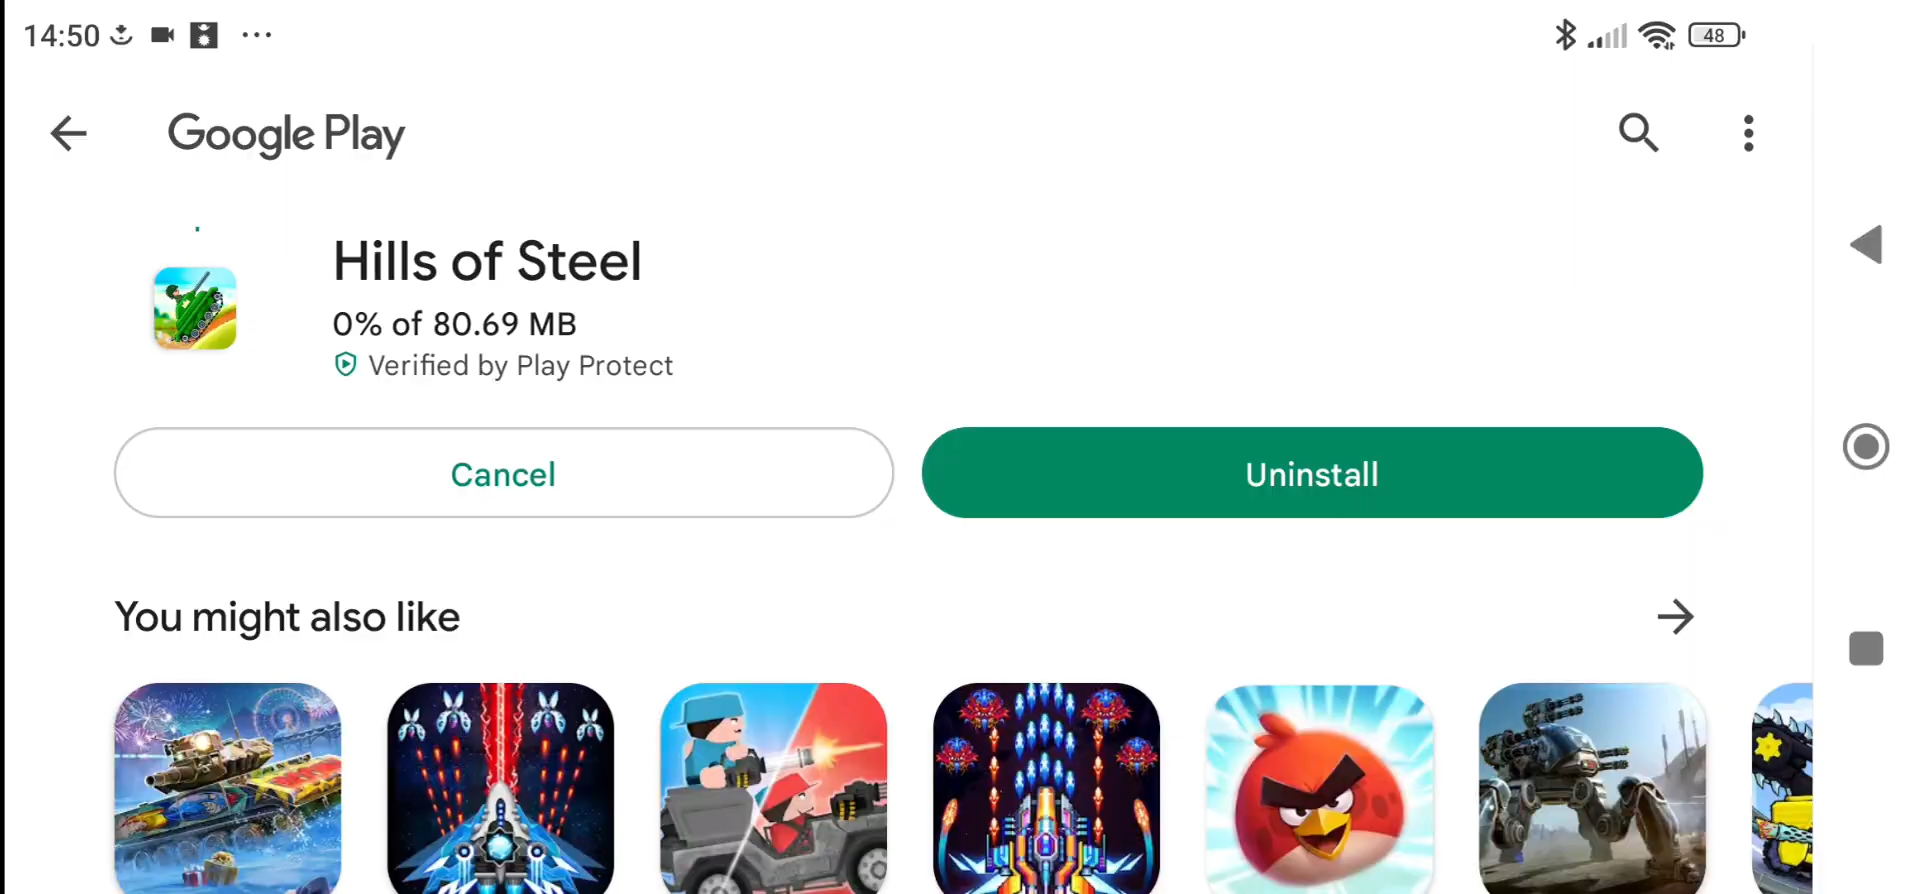 14:50
48
Google Play
Hills of Steel
0% of 80.69 MB
Verified by Play Protect
Cancel
Uninstall
You might also like